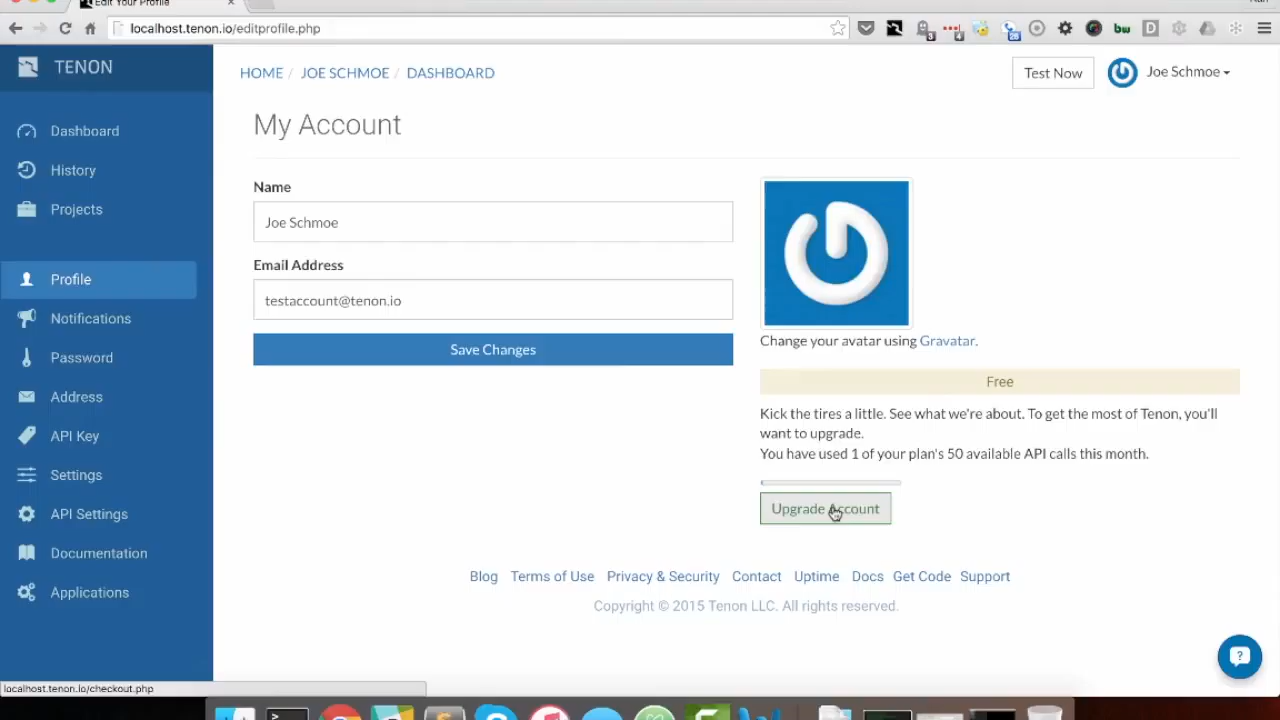 Edit Your Profile
localhost.tenon.io/editprofile.php
TENON
HOME / JOE SCHMOE / DASHBOARD
Test Now
Joe Schmoe
Dashboard
History
Projects
Profile
Notifications
Password
Address
API Key
Settings
API Settings
Documentation
Applications
My Account
Name
Joe Schmoe
Email Address
testaccount@tenon.io
Save Changes
Change your avatar using Gravatar.
Free
Kick the tires a little. See what we're about. To get the most of Tenon, you'll
want to upgrade.
You have used 1 of your plan's 50 available API calls this month.
Upgrade Account
Blog Terms of Use Privacy & Security Contact Uptime Docs Get Code Support
Copyright © 2015 Tenon LLC. All rights reserved.
localhost.tenon.io/checkout.php